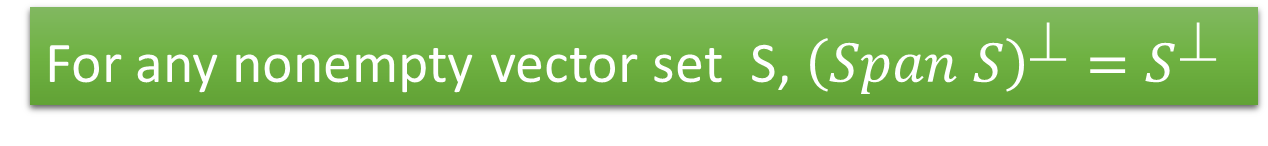 For any nonempty vector set S, (Span S)⊥ = S⊥